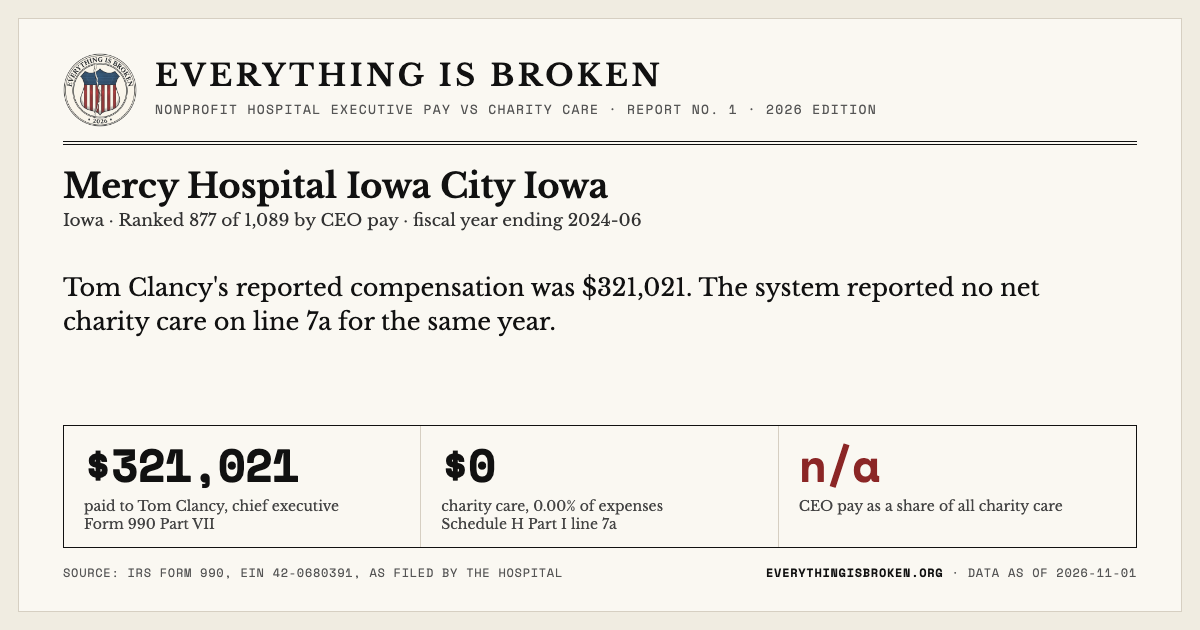 EVERYTHING IS BROKEN
· 2026 ·
EVERYTHING IS BROKEN
NONPROFIT HOSPITAL EXECUTIVE PAY VS CHARITY CARE · REPORT NO. 1 · 2026 EDITION
Mercy Hospital Iowa City Iowa
Iowa · Ranked 877 of 1,089 by CEO pay · fiscal year ending 2024-06
Tom Clancy's reported compensation was $321,021. The system reported no net
charity care on line 7a for the same year.
$321,021
paid to Tom Clancy, chief executive
Form 990 Part VII
$0
charity care, 0.00% of expenses
Schedule H Part I line 7a
n/a
CEO pay as a share of all charity care
SOURCE: IRS FORM 990, EIN 42-0680391, AS FILED BY THE HOSPITAL
EVERYTHINGISBROKEN.ORG · DATA AS OF 2026-11-01